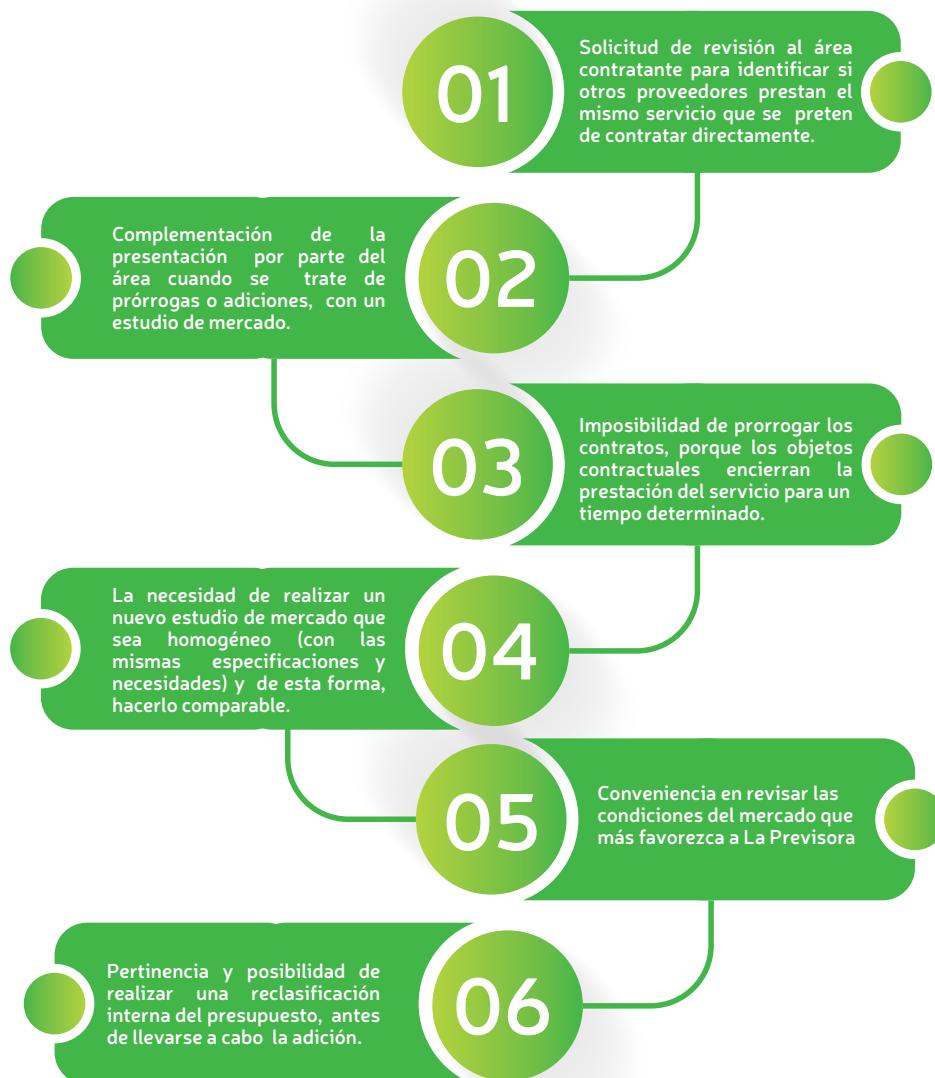 01
Solicitud de revisión al área
contratante para identificar si
otros proveedores prestan el
mismo servicio que se preten
de contratar directamente.
02
Complementación de la
presentación por parte del
área cuando se trate de
prórrogas o adiciones, con un
estudio de mercado.
03
Imposibilidad de prorrogar los
contratos, porque los objetos
contractuales encierran la
prestación del servicio para un
tiempo determinado.
04
La necesidad de realizar un
nuevo estudio de mercado que
sea homogéneo (con las
mismas especificaciones y
necesidades) y de esta forma,
hacerlo comparable.
05
Conveniencia en revisar las
condiciones del mercado que
más favorezca a La Previsora
06
Pertinencia y posibilidad de
realizar una reclasificación
interna del presupuesto, antes
de llevarse a cabo la adición.